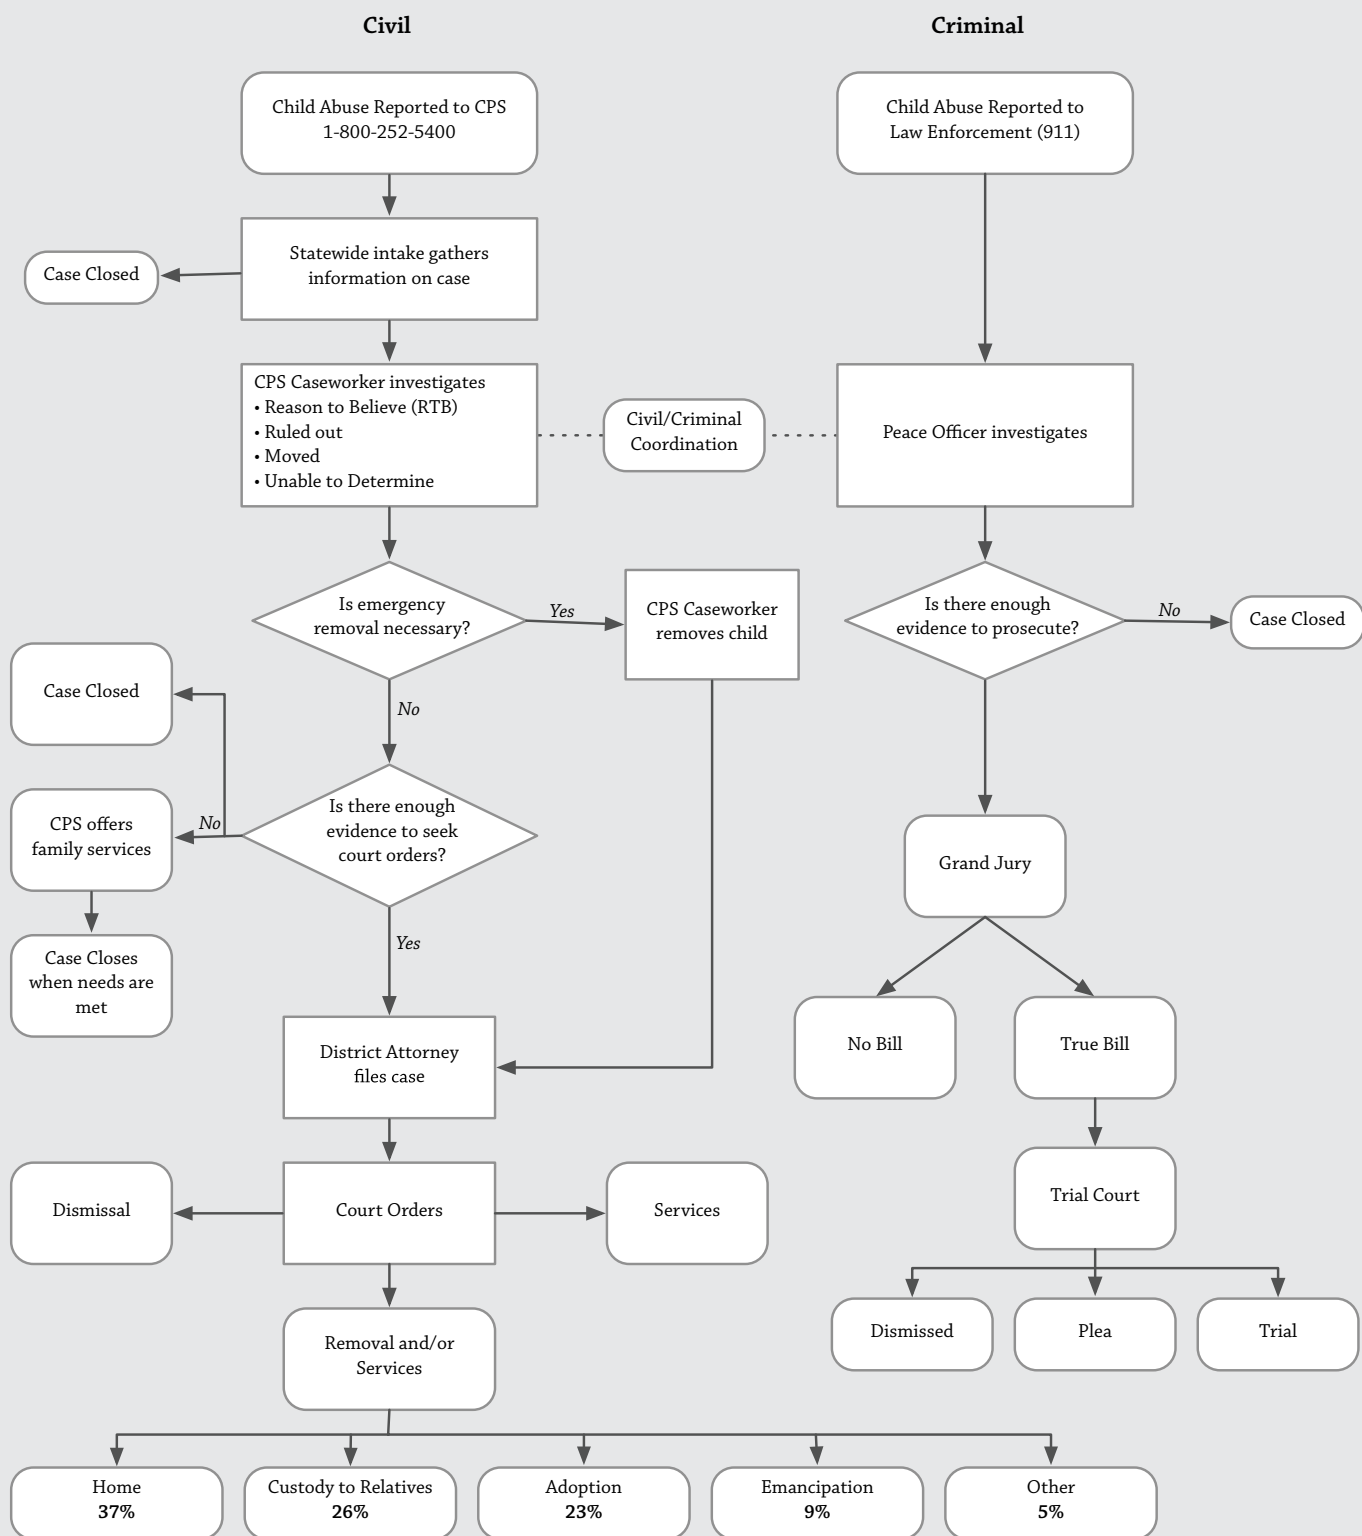 Civil
Criminal
Child Abuse Reported to CPS
1-800-252-5400
Child Abuse Reported to
Law Enforcement (911)
Statewide intake gathers
information on case
Case Closed
CPS Caseworker investigates
• Reason to Believe (RTB)
• Ruled out
• Moved
• Unable to Determine
Civil/Criminal
Coordination
Peace Officer investigates
Is emergency
removal necessary?
Yes
CPS Caseworker
removes child
Is there enough
evidence to prosecute?
No
Case Closed
Case Closed
No
CPS offers
family services
No
Is there enough
evidence to seek
court orders?
Grand Jury
Case Closes
when needs are
met
Yes
District Attorney
files case
No Bill
True Bill
Dismissal
Court Orders
Services
Trial Court
Removal and/or
Services
Dismissed
Plea
Trial
Home
37%
Custody to Relatives
26%
Adoption
23%
Emancipation
9%
Other
5%